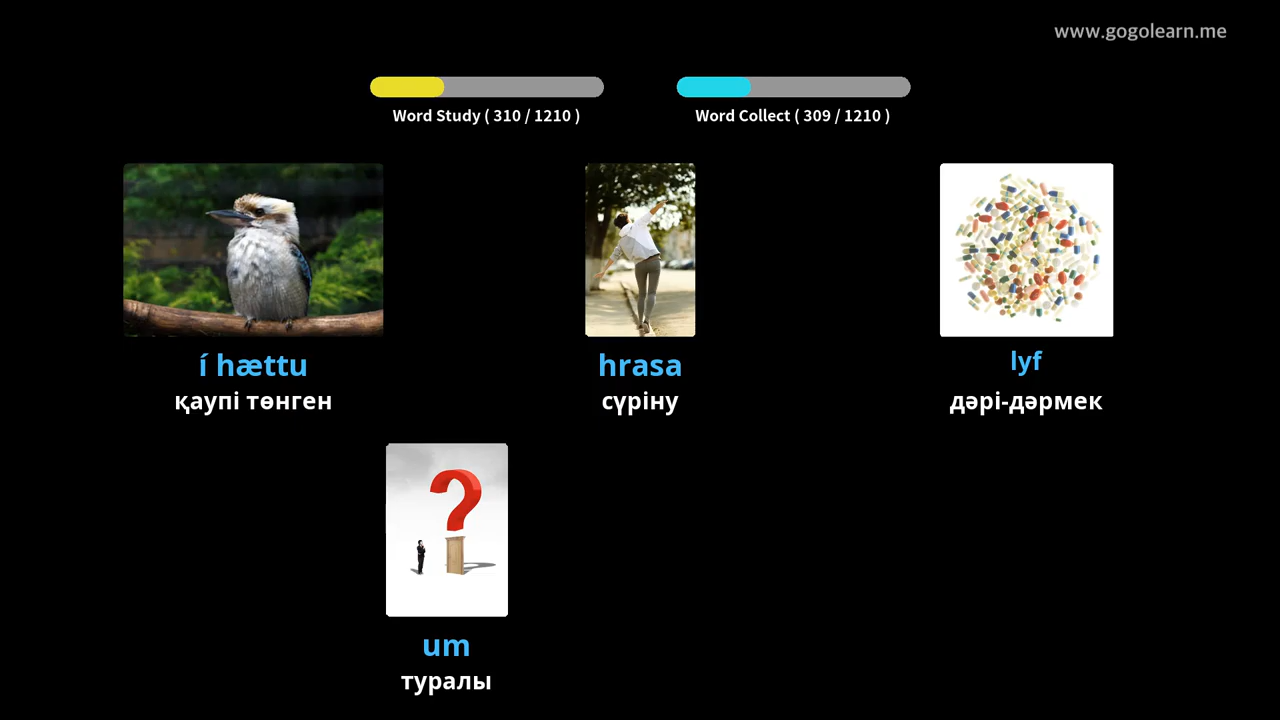 www.gogolearn.me
Word Study ( 310 / 1210 )
Word Collect ( 309 / 1210 )
í hættu
қаупі төнген
hrasa
сүріну
lyf
дәрі-дәрмек
um
туралы